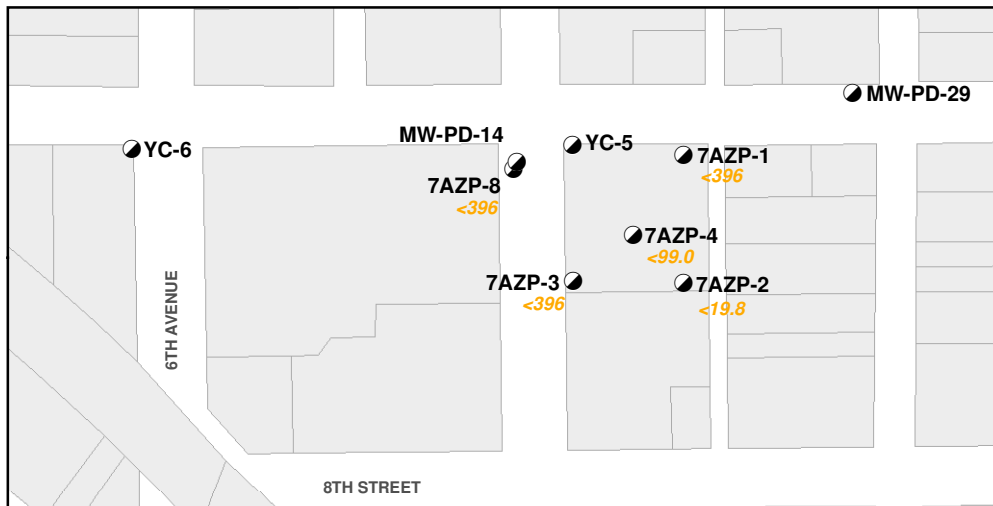 MW-PD-29
MW-PD-14
YC-5
YC-6
7AZP-1
<396
7AZP-8
<396
7AZP-4
<99.0
7AZP-3
<396
7AZP-2
<19.8
6TH AVENUE
8TH STREET